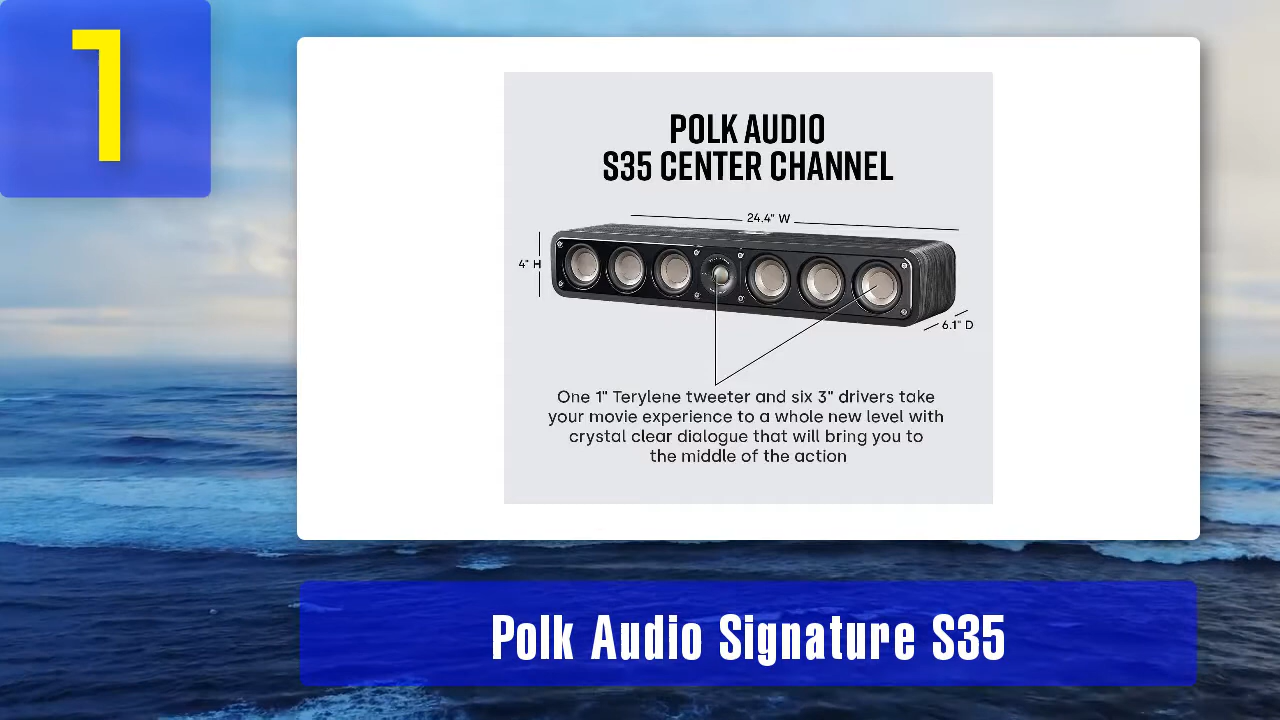 1
POLK AUDIO
S35 CENTER CHANNEL
24.4" W
4" H
6.1" D
One 1" Terylene tweeter and six 3" drivers take
your movie experience to a whole new level with
crystal clear dialogue that will bring you to
the middle of the action
Polk Audio Signature S35